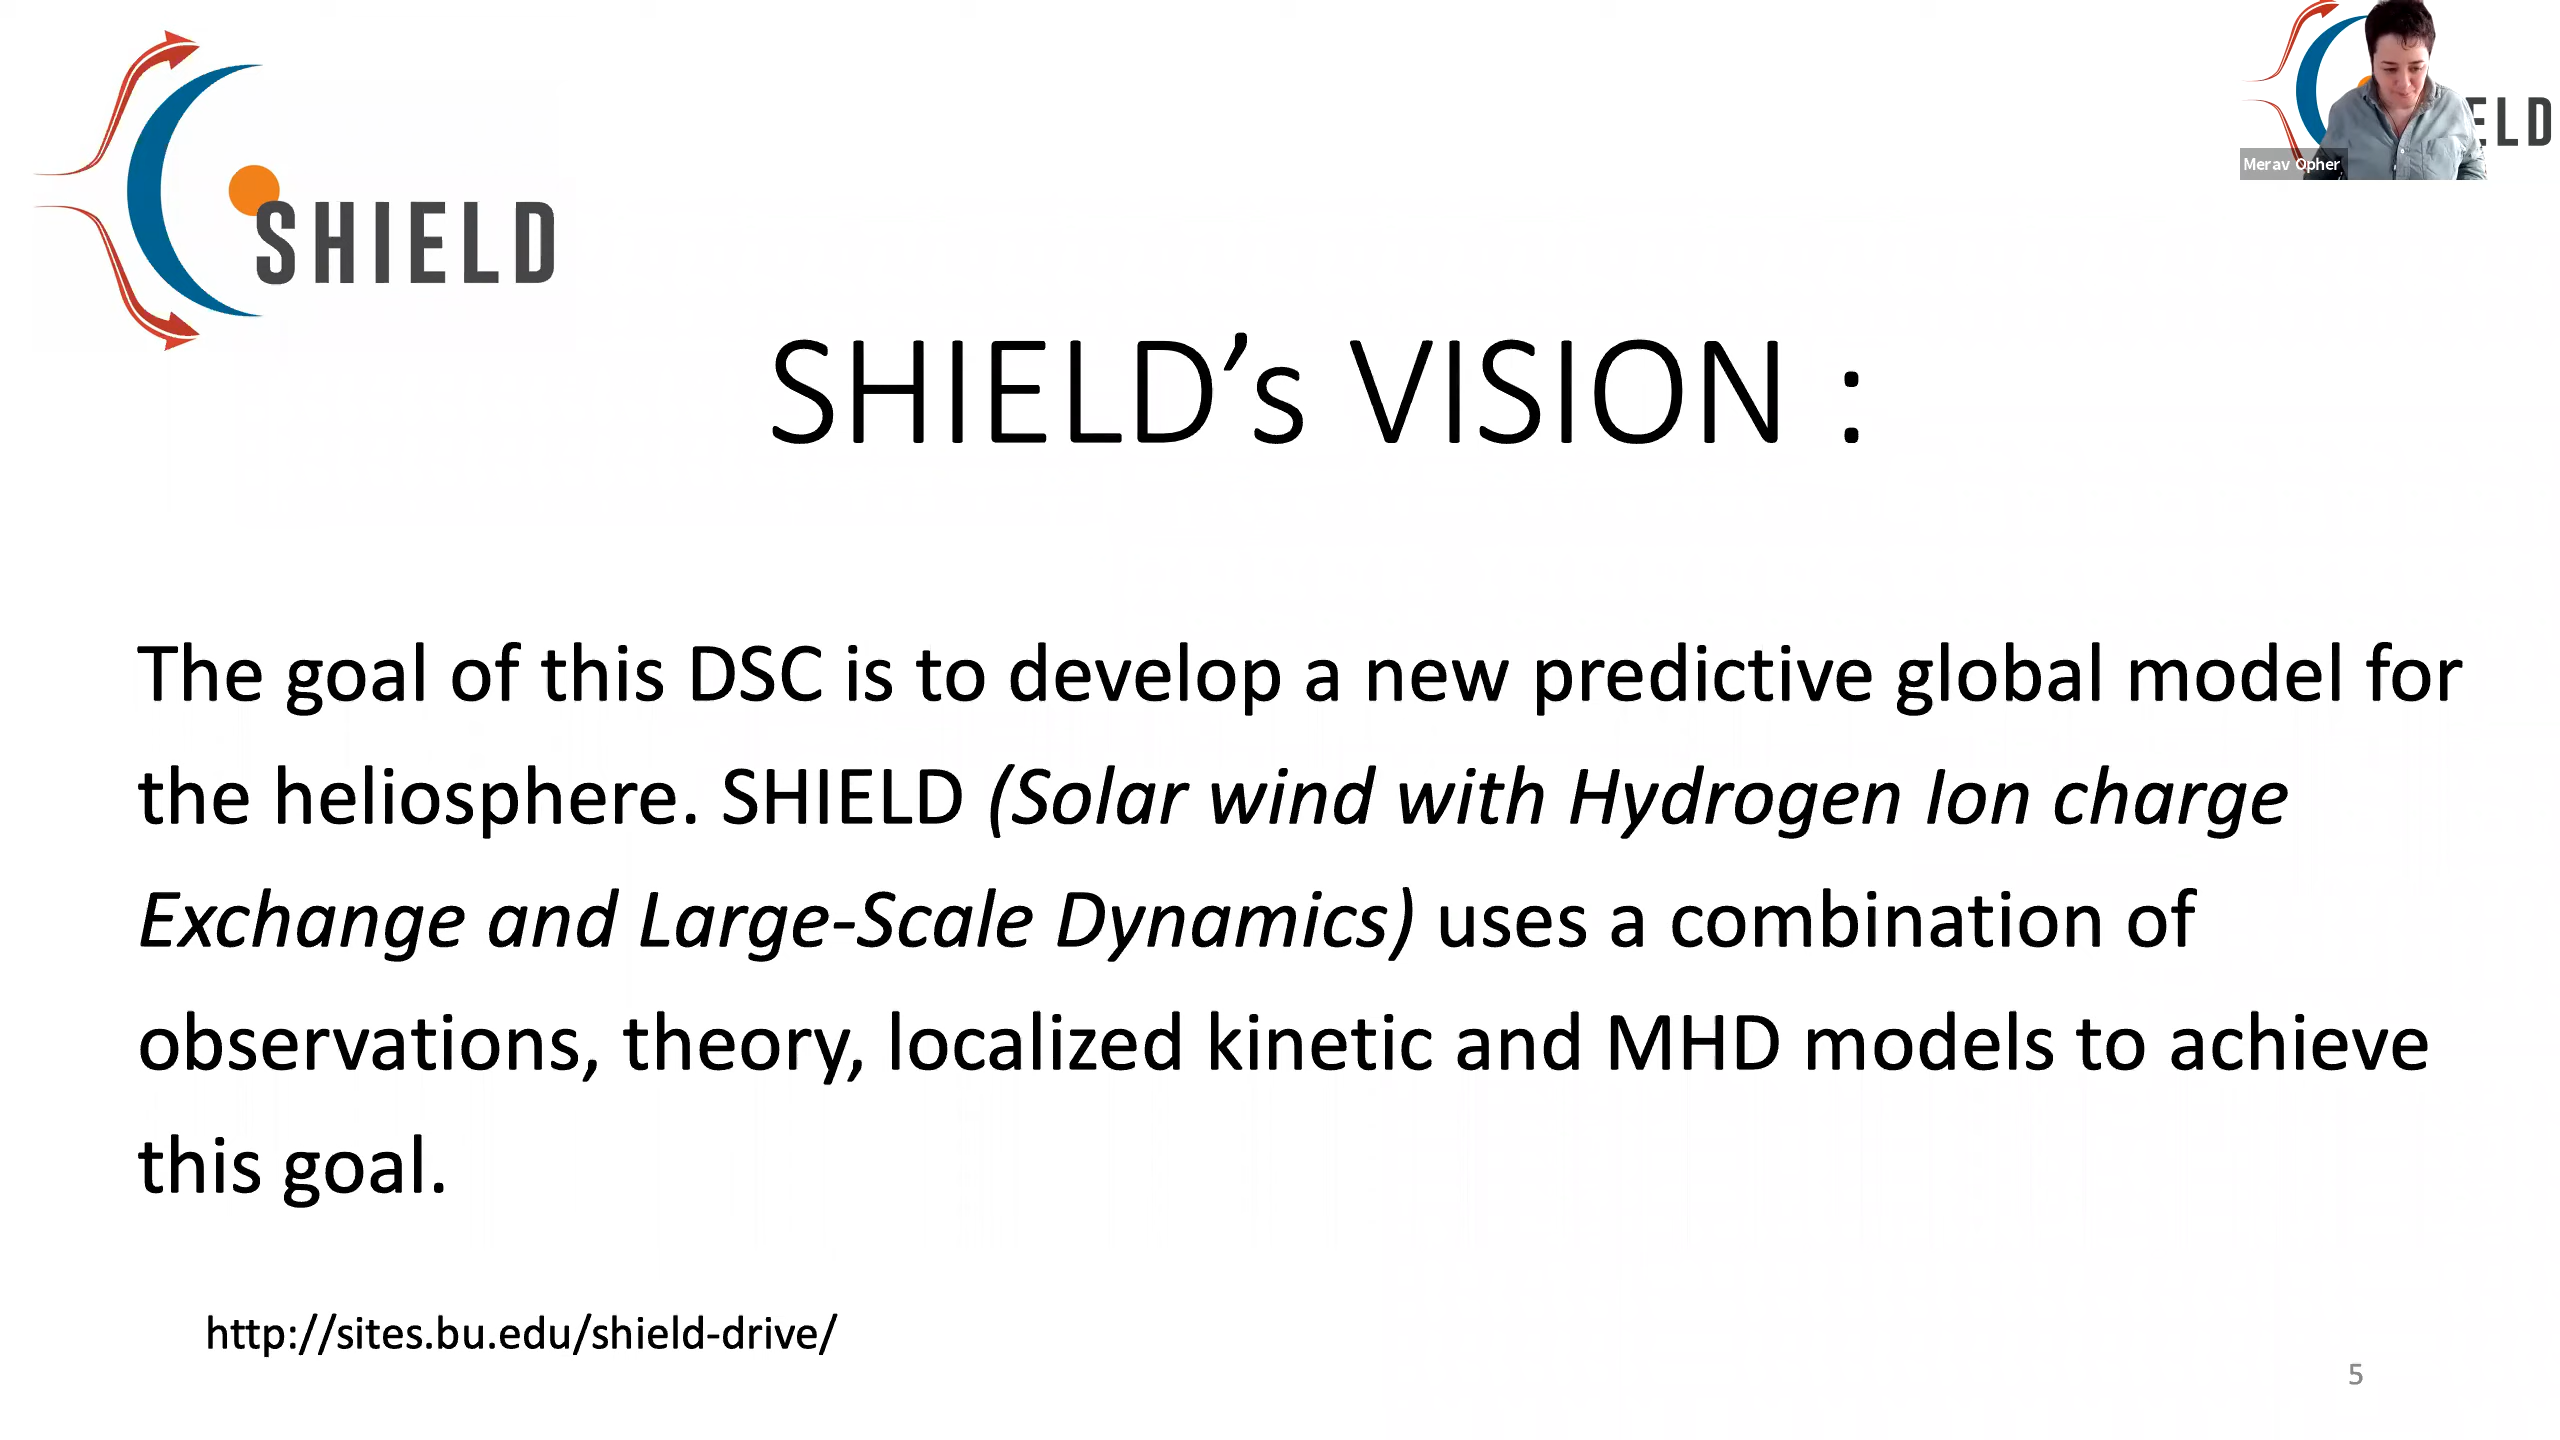 SHIELD
ELD
Merav Opher
SHIELD’s VISION :
The goal of this DSC is to develop a new predictive global model for
the heliosphere. SHIELD (Solar wind with Hydrogen Ion charge
Exchange and Large-Scale Dynamics) uses a combination of
observations, theory, localized kinetic and MHD models to achieve
this goal.
http://sites.bu.edu/shield-drive/
5